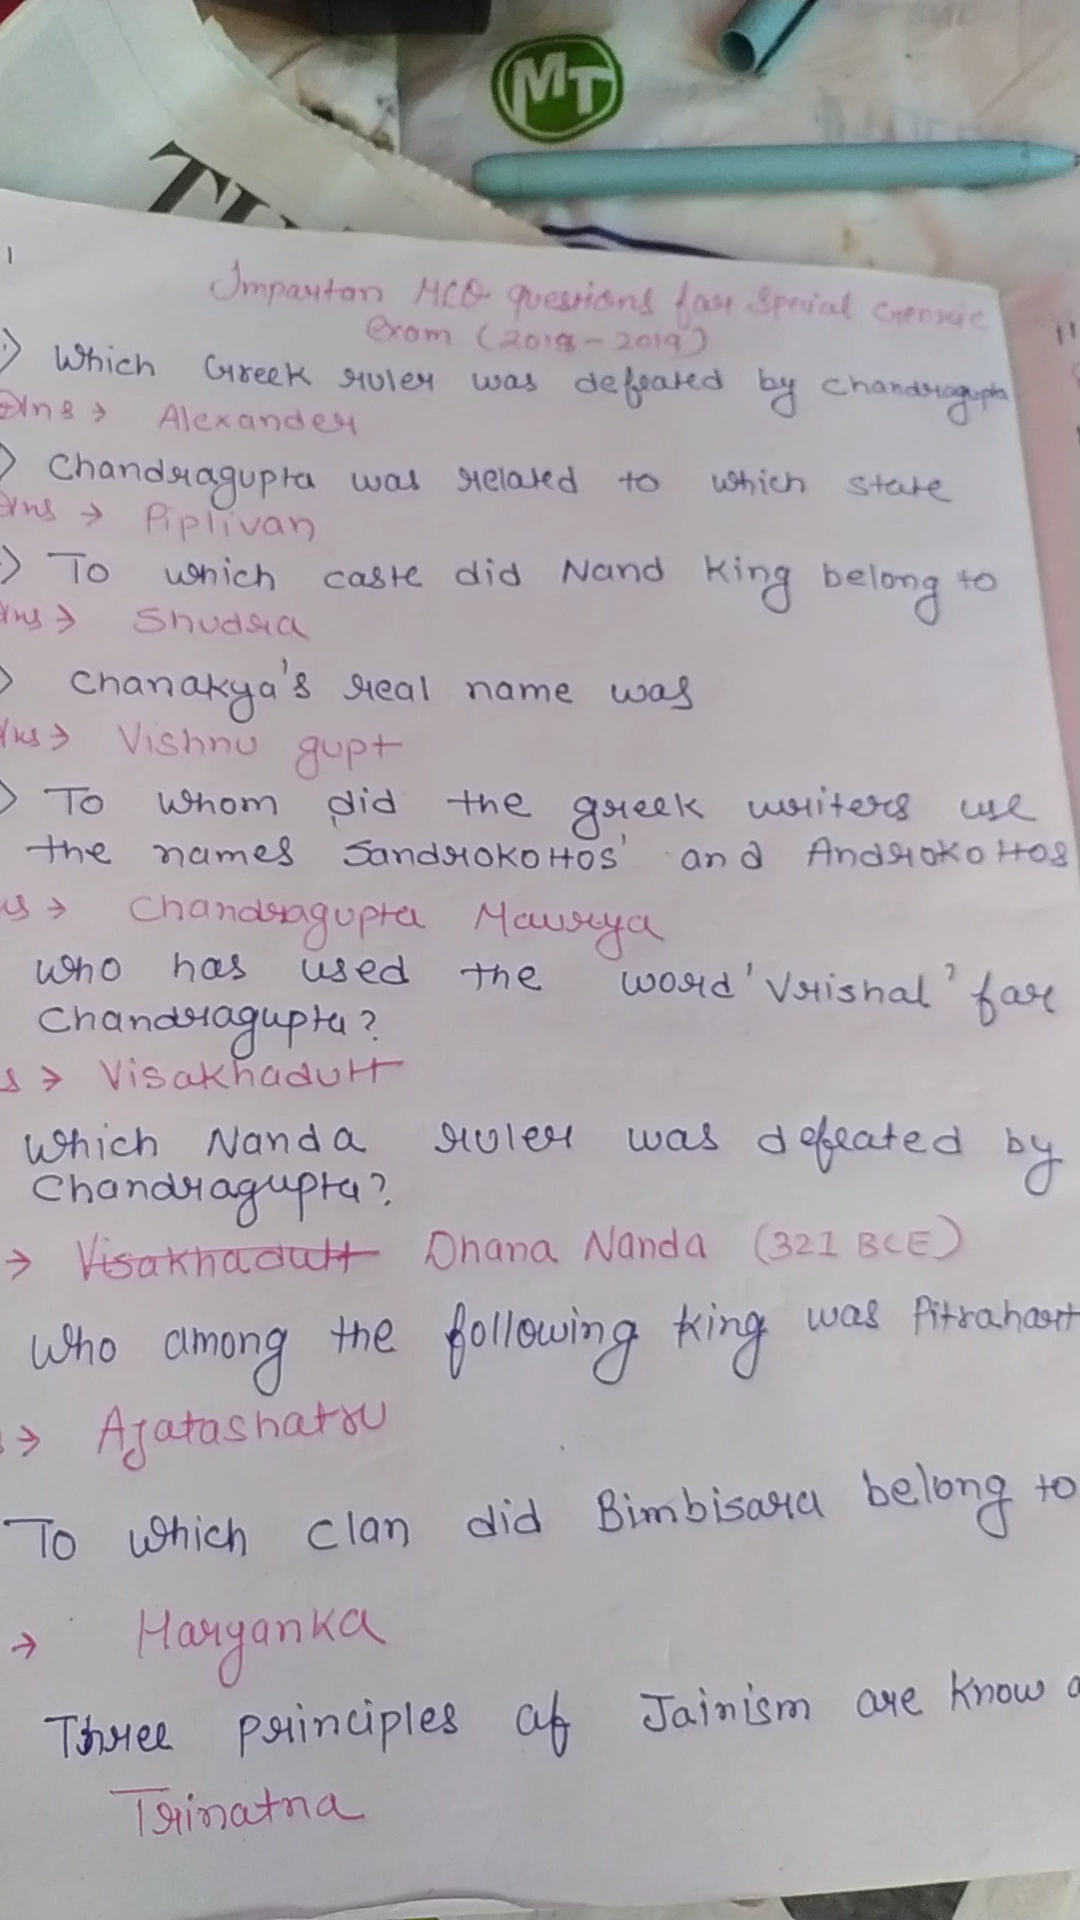 MT
1
Impartan MCQ questions far Special Genric
exam (2018-2019)
Which Greek ruler was defeated by Chandragupta
Ans → Alexander
Chandragupta was related to which state
Ans → Piplivan
To which caste did Nand King belong to
Ans → Shudra
Chanakya's real name was
Ans → Vishnu gupt
To whom did the greek writers use
the names Sandrokottos' and Androkottos
s → Chandragupta Maurya
who has used the word 'Vrishal' far
Chandragupta?
s → Visakhadutt
Which Nanda ruler was defeated by
Chandragupta?
→ Visakhadutt Dhana Nanda (321 BCE)
Who among the following king was Pitrahant
→ Ajatashatru
To which clan did Bimbisara belong to
→ Haryanka
Three principles of Jainism are Know a
Trinatna